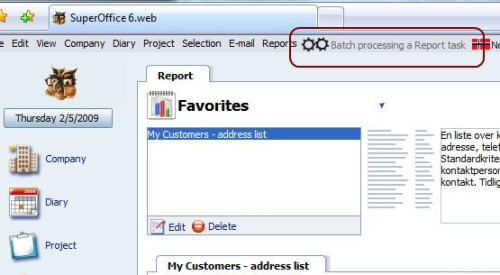 SuperOffice 6.web
Edit View Company Diary Project Selection E-mail Reports Batch processing a Report task
Report
Favorites
Thursday 2/5/2009
My Customers - address list
Company
Diary
Project
En liste over
adresse,
Standardkrite
kontaktperson
kontakt. Tidlig
Edit Delete
My Customers - address list